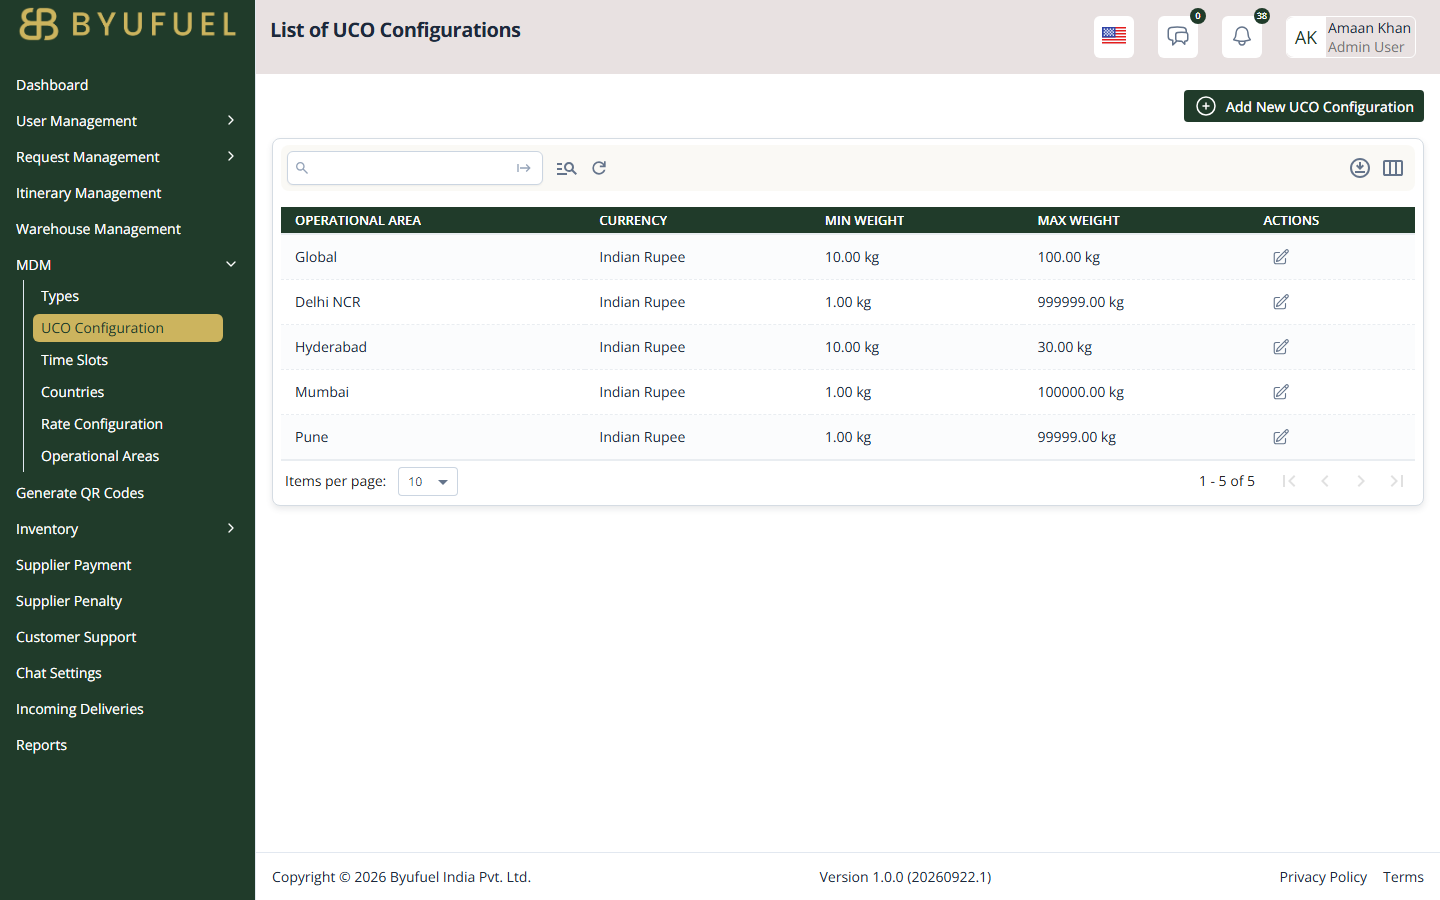 BYUFUEL
List of UCO Configurations
0
38
AK
Amaan Khan
Admin User
Dashboard
User Management
Request Management
Itinerary Management
Warehouse Management
MDM
Types
UCO Configuration
Time Slots
Countries
Rate Configuration
Operational Areas
Generate QR Codes
Inventory
Supplier Payment
Supplier Penalty
Customer Support
Chat Settings
Incoming Deliveries
Reports
Add New UCO Configuration
OPERATIONAL AREA CURRENCY MIN WEIGHT MAX WEIGHT ACTIONS
Global Indian Rupee 10.00 kg 100.00 kg
Delhi NCR Indian Rupee 1.00 kg 999999.00 kg
Hyderabad Indian Rupee 10.00 kg 30.00 kg
Mumbai Indian Rupee 1.00 kg 100000.00 kg
Pune Indian Rupee 1.00 kg 99999.00 kg
Items per page: 10 1 - 5 of 5
Copyright © 2026 Byufuel India Pvt. Ltd. Version 1.0.0 (20260922.1) Privacy Policy Terms